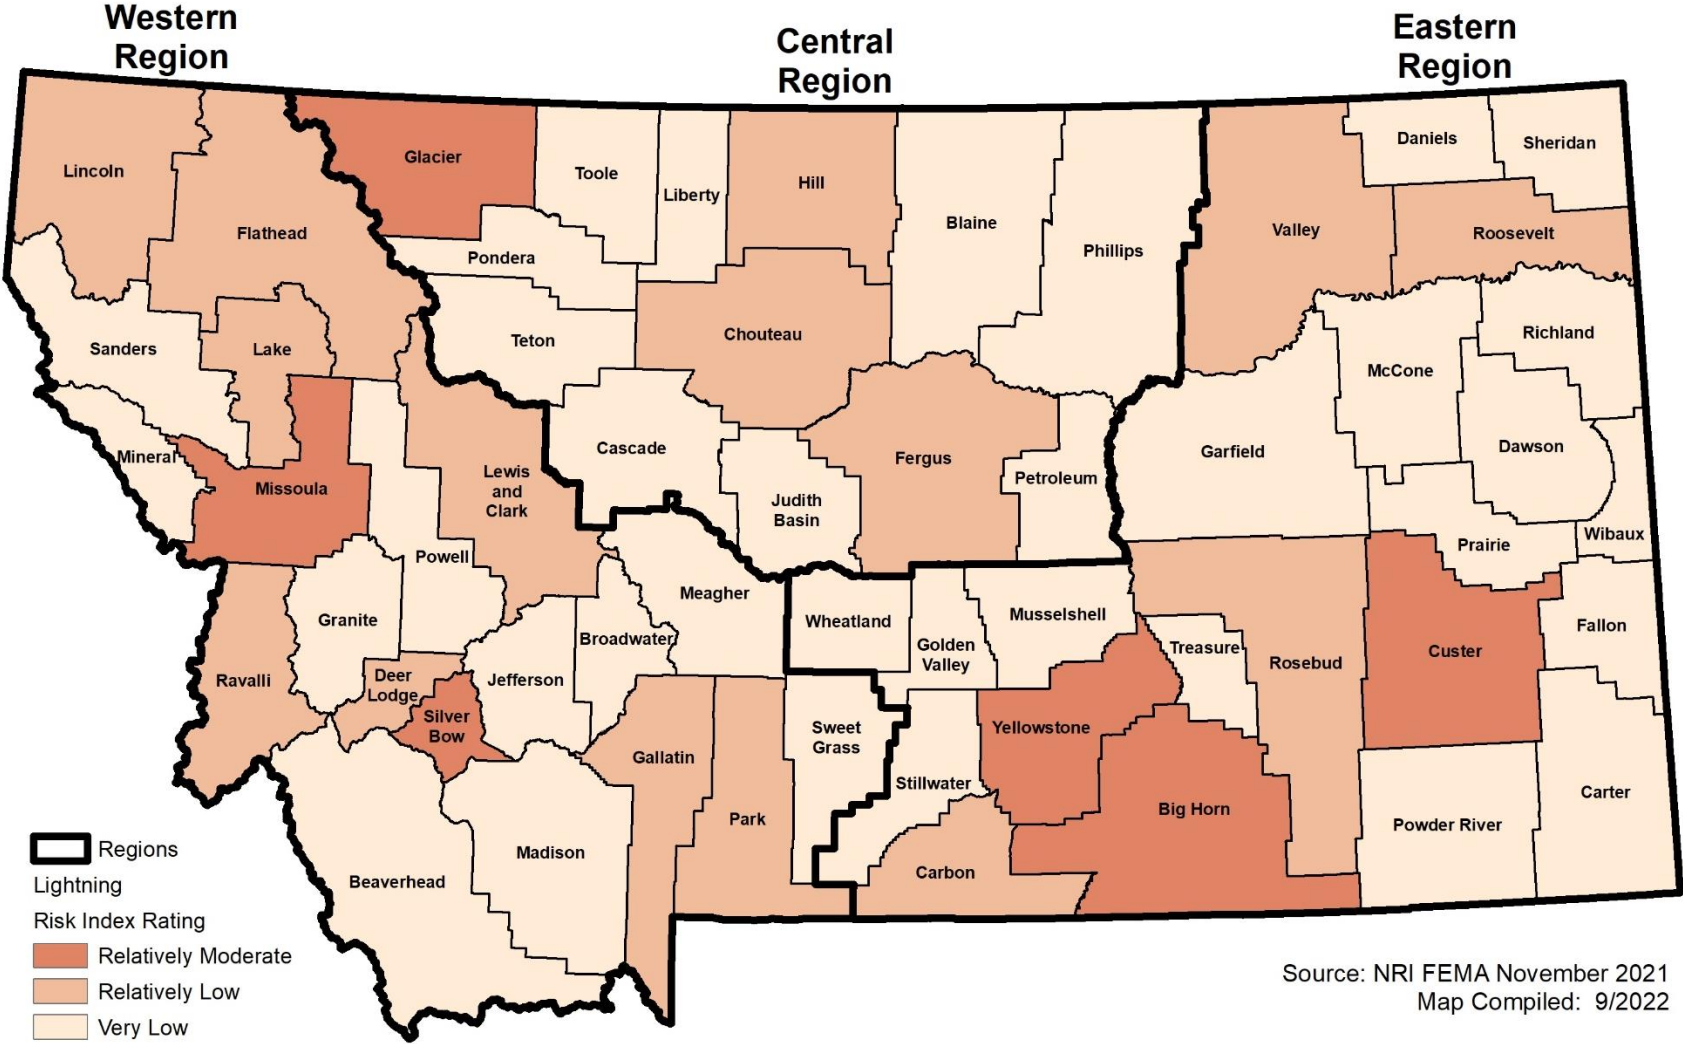 Western
Region
Central
Region
Eastern
Region
Lincoln
Flathead
Glacier
Toole
Liberty
Hill
Blaine
Phillips
Valley
Daniels
Sheridan
Roosevelt
Pondera
Teton
Chouteau
Sanders
Lake
Richland
McCone
Mineral
Missoula
Lewis
and
Clark
Cascade
Judith
Basin
Fergus
Petroleum
Garfield
Dawson
Prairie
Wibaux
Powell
Granite
Meagher
Broadwater
Wheatland
Golden
Valley
Musselshell
Treasure
Rosebud
Custer
Fallon
Ravalli
Deer
Lodge
Silver
Bow
Jefferson
Gallatin
Park
Sweet
Grass
Stillwater
Yellowstone
Big Horn
Carbon
Powder River
Carter
Madison
Beaverhead
Regions
Lightning
Risk Index Rating
Relatively Moderate
Relatively Low
Very Low
Source: NRI FEMA November 2021
Map Compiled: 9/2022